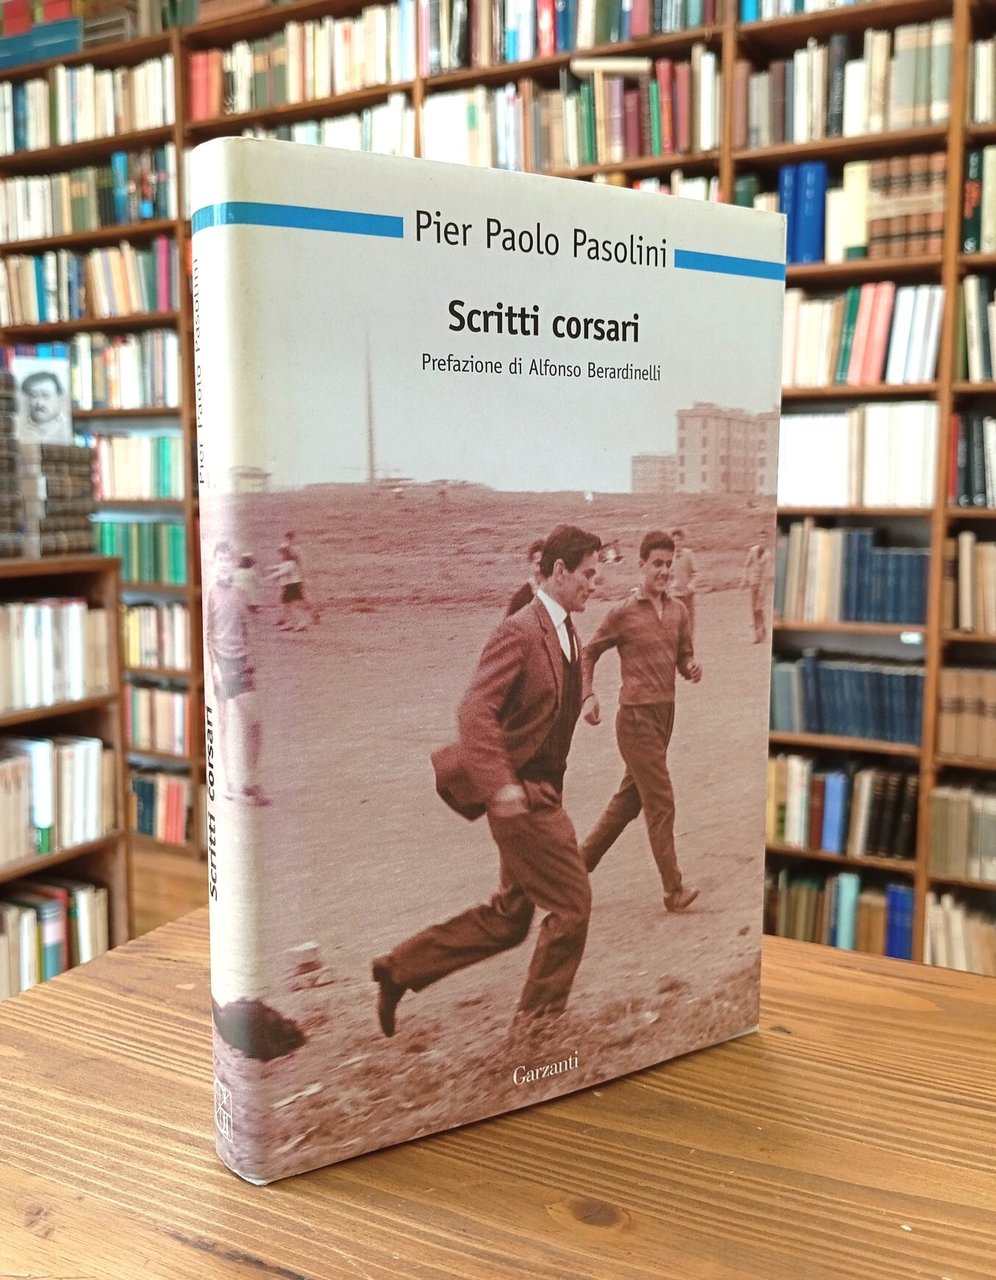 Pier Paolo Pasolini
Scritti corsari
Prefazione di Alfonso Berardinelli
Garzanti
Pier Paolo Pasolini
Scritti corsari